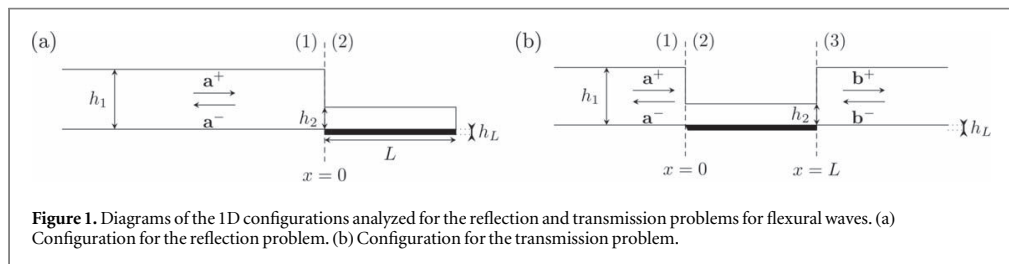 (a)
(1) (2)
a⁺
a⁻
h₁
h₂
h_L
L
x = 0
(b)
(1) (2)
(3)
a⁺
a⁻
b⁺
b⁻
h₁
h₂
h_L
x = 0
x = L
Figure 1. Diagrams of the 1D configurations analyzed for the reflection and transmission problems for flexural waves. (a)
Configuration for the reflection problem. (b) Configuration for the transmission problem.